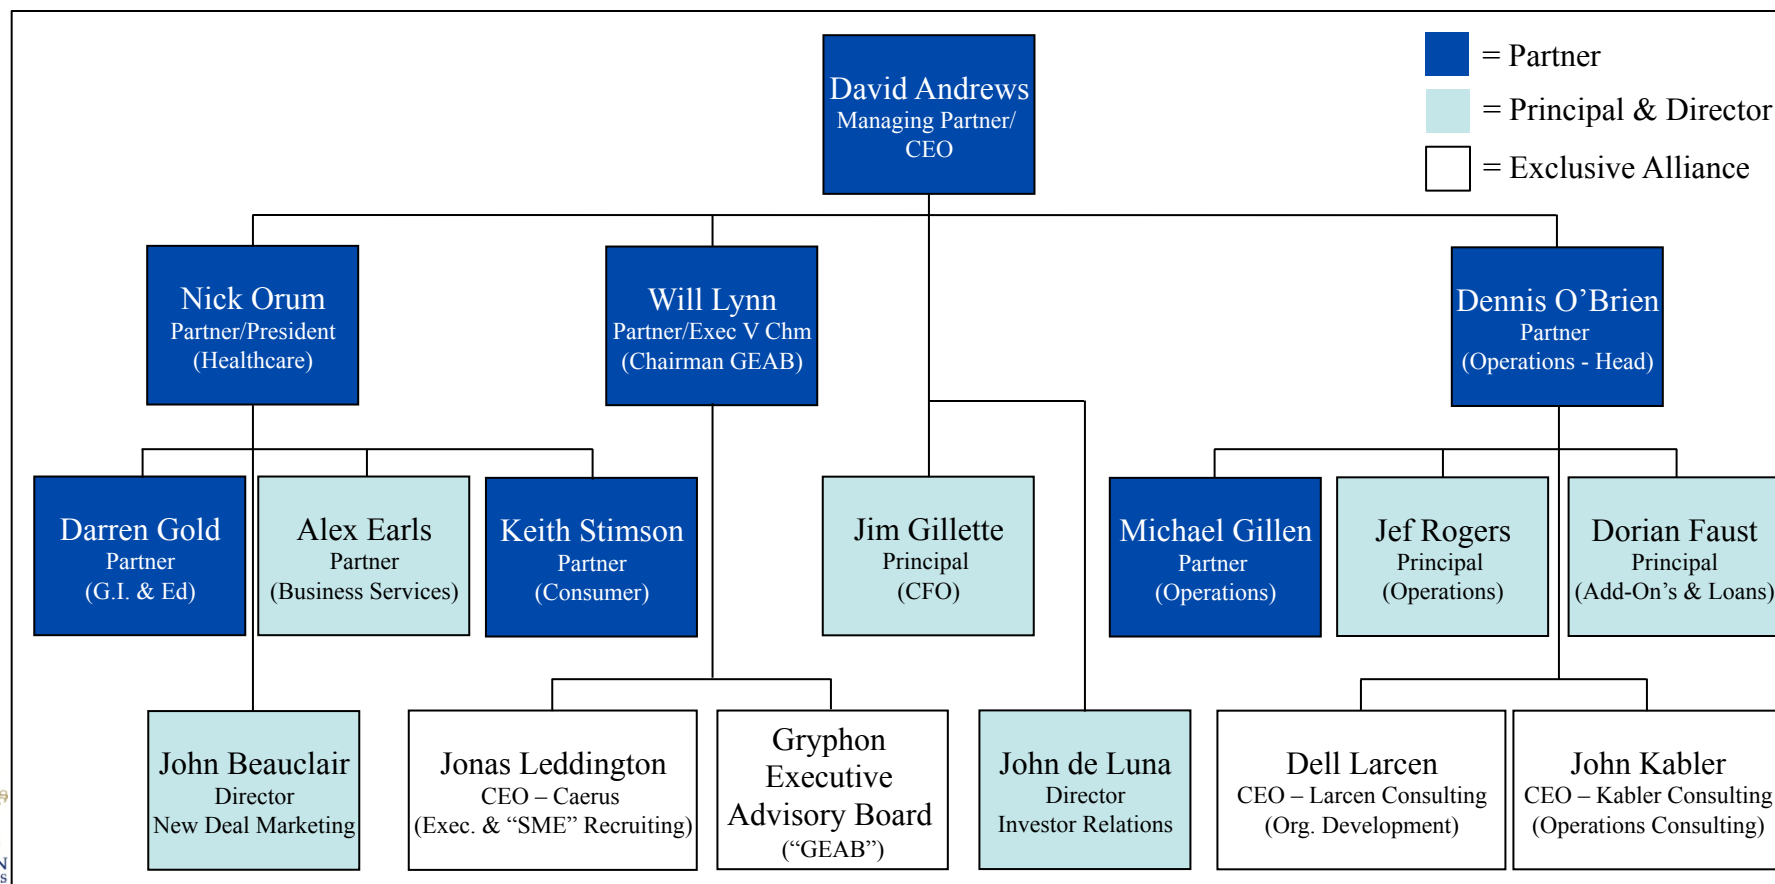 = Partner
= Principal & Director
= Exclusive Alliance
David Andrews
Managing Partner/
CEO
Nick Orum
Partner/President
(Healthcare)
Will Lynn
Partner/Exec V Chm
(Chairman GEAB)
Dennis O’Brien
Partner
(Operations - Head)
Darren Gold
Partner
(G.I. & Ed)
Alex Earls
Partner
(Business Services)
Keith Stimson
Partner
(Consumer)
Jim Gillette
Principal
(CFO)
Michael Gillen
Partner
(Operations)
Jef Rogers
Principal
(Operations)
Dorian Faust
Principal
(Add-On’s & Loans)
John Beauclair
Director
New Deal Marketing
Jonas Leddington
CEO – Caerus
(Exec. & “SME” Recruiting)
Gryphon
Executive
Advisory Board
(“GEAB”)
John de Luna
Director
Investor Relations
Dell Larcen
CEO – Larcen Consulting
(Org. Development)
John Kabler
CEO – Kabler Consulting
(Operations Consulting)
N
S